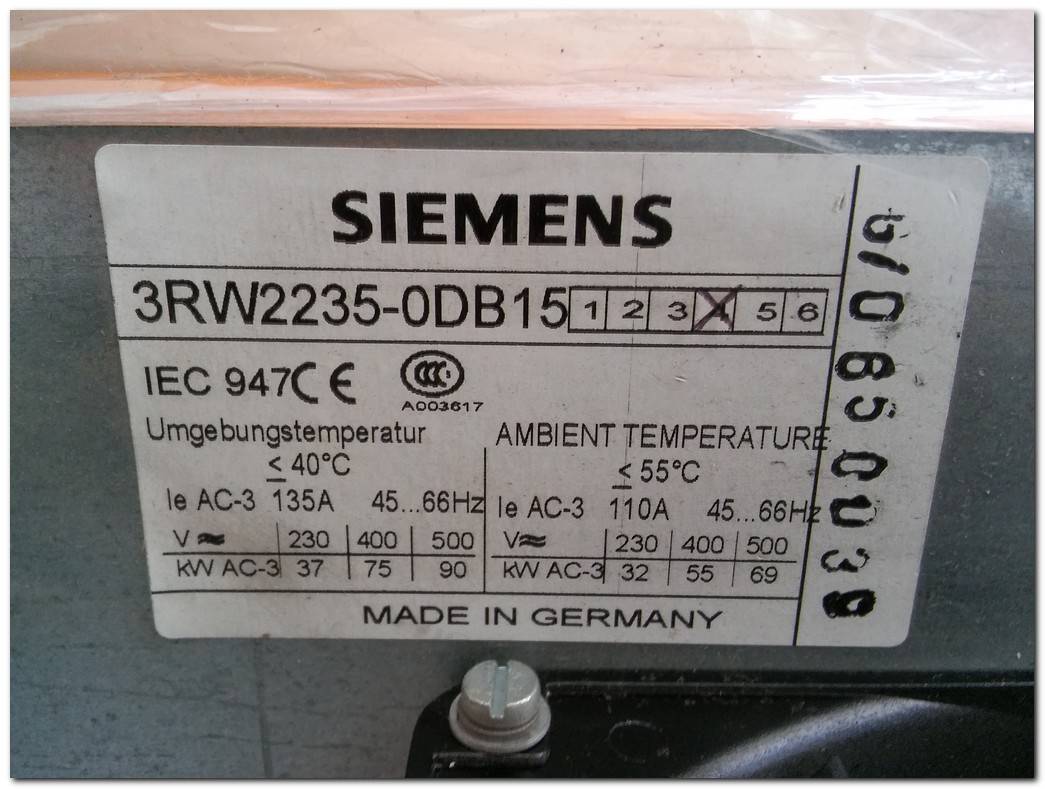 SIEMENS
3RW2235-0DB15 1 2 3 4 5 6
IEC 947 CE CCC
A003617
Umgebungstemperatur
≤ 40°C
Ie AC-3 135A 45...66Hz
V≂ 230 400 500
kW AC-3 37 75 90
AMBIENT TEMPERATURE
≤ 55°C
Ie AC-3 110A 45...66Hz
V≂ 230 400 500
kW AC-3 32 55 69
MADE IN GERMANY